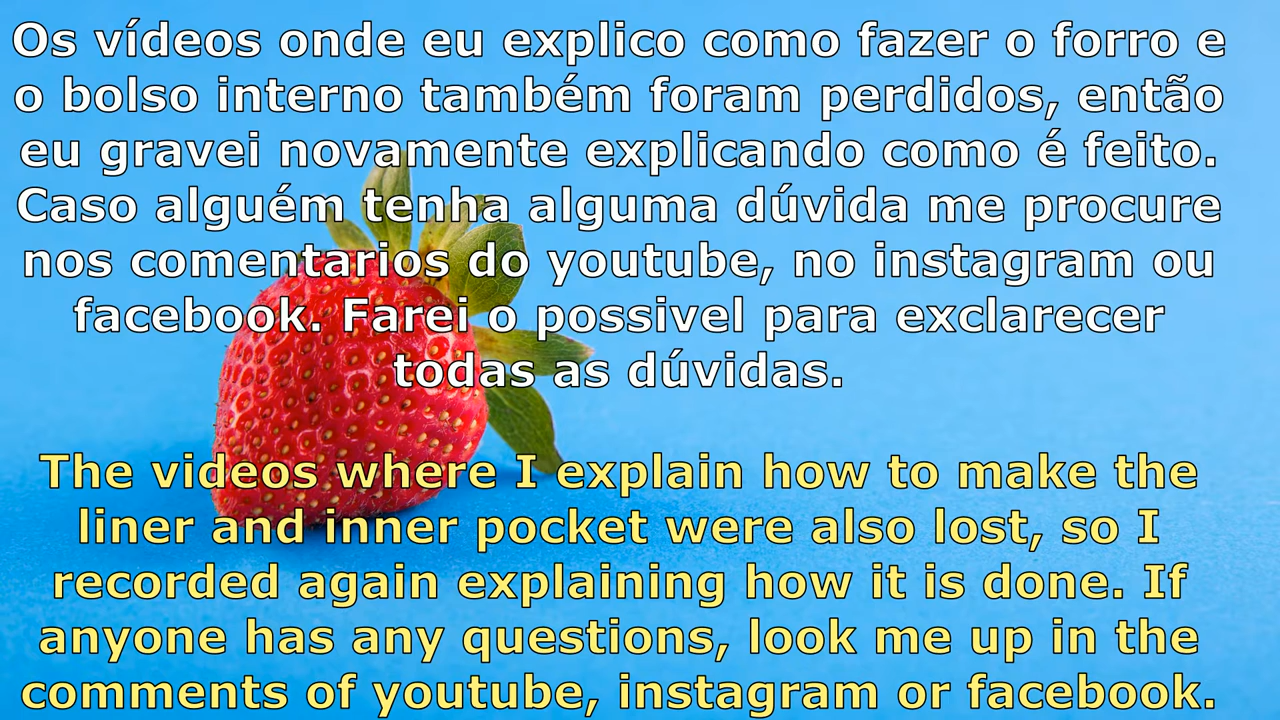 Os vídeos onde eu explico como fazer o forro e
o bolso interno também foram perdidos, então
eu gravei novamente explicando como é feito.
Caso alguém tenha alguma dúvida me procure
nos comentarios do youtube, no instagram ou
facebook. Farei o possivel para exclarecer
todas as dúvidas.
The videos where I explain how to make the
liner and inner pocket were also lost, so I
recorded again explaining how it is done. If
anyone has any questions, look me up in the
comments of youtube, instagram or facebook.